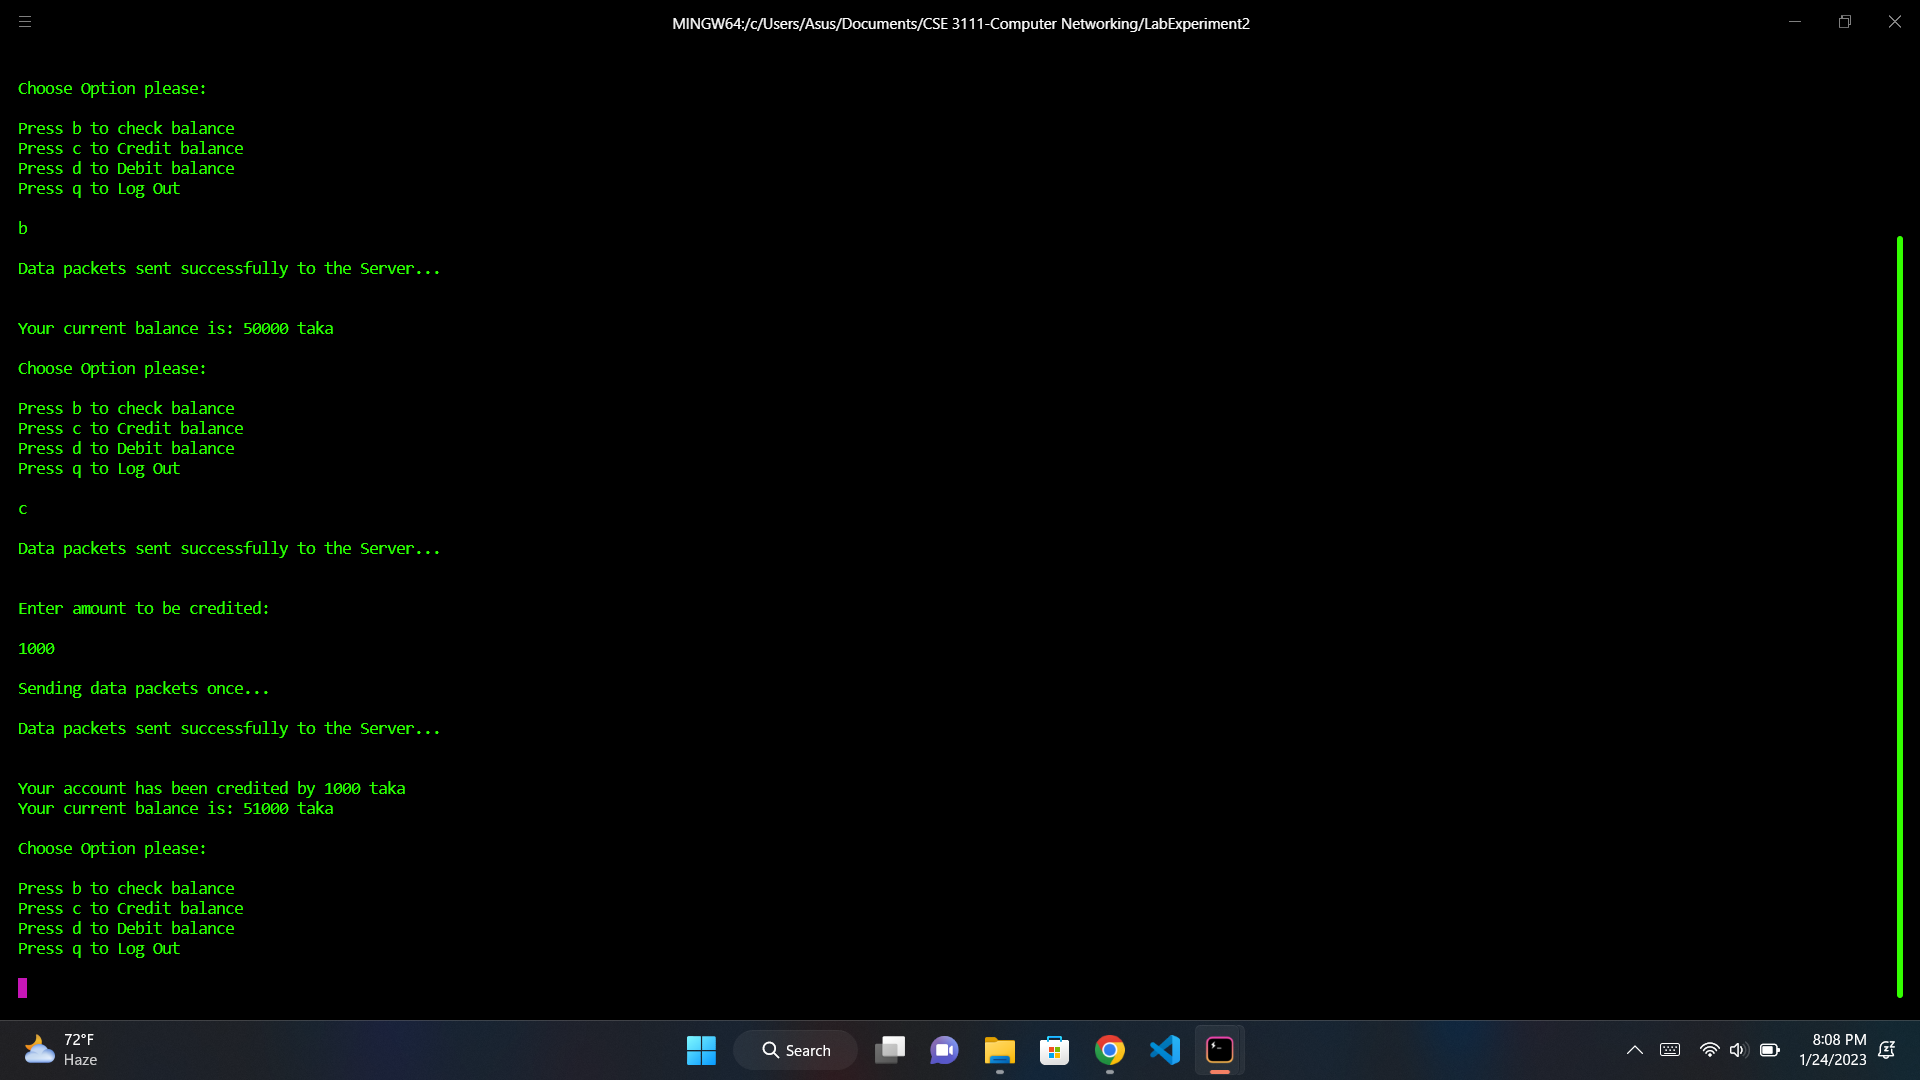 MINGW64:/c/Users/Asus/Documents/CSE 3111-Computer Networking/LabExperiment2
Choose Option please:
Press b to check balance
Press c to Credit balance
Press d to Debit balance
Press q to Log Out
b
Data packets sent successfully to the Server...
Your current balance is: 50000 taka
Choose Option please:
Press b to check balance
Press c to Credit balance
Press d to Debit balance
Press q to Log Out
c
Data packets sent successfully to the Server...
Enter amount to be credited:
1000
Sending data packets once...
Data packets sent successfully to the Server...
Your account has been credited by 1000 taka
Your current balance is: 51000 taka
Choose Option please:
Press b to check balance
Press c to Credit balance
Press d to Debit balance
Press q to Log Out
72°F
Haze
Search
8:08 PM
1/24/2023